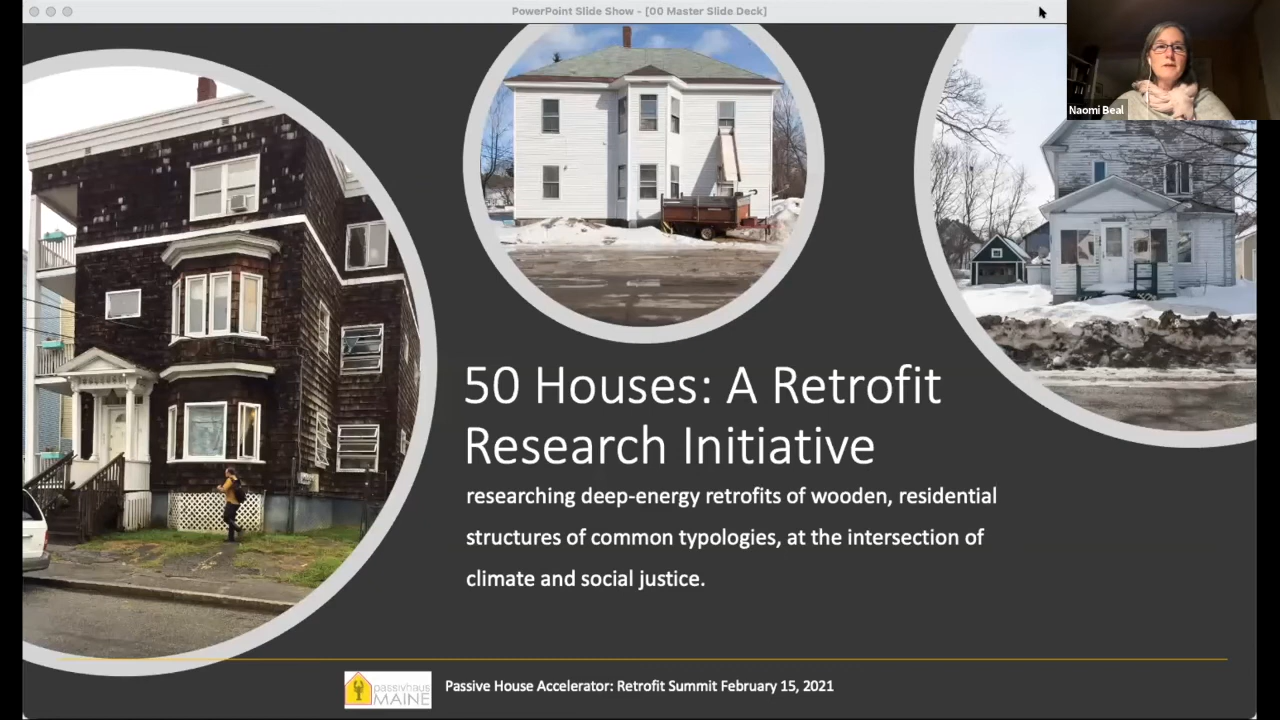 PowerPoint Slide Show - [00 Master Slide Deck]
Naomi Beal
50 Houses: A Retrofit
Research Initiative
researching deep-energy retrofits of wooden, residential
structures of common typologies, at the intersection of
climate and social justice.
passivhaus
MAINE
Passive House Accelerator: Retrofit Summit February 15, 2021